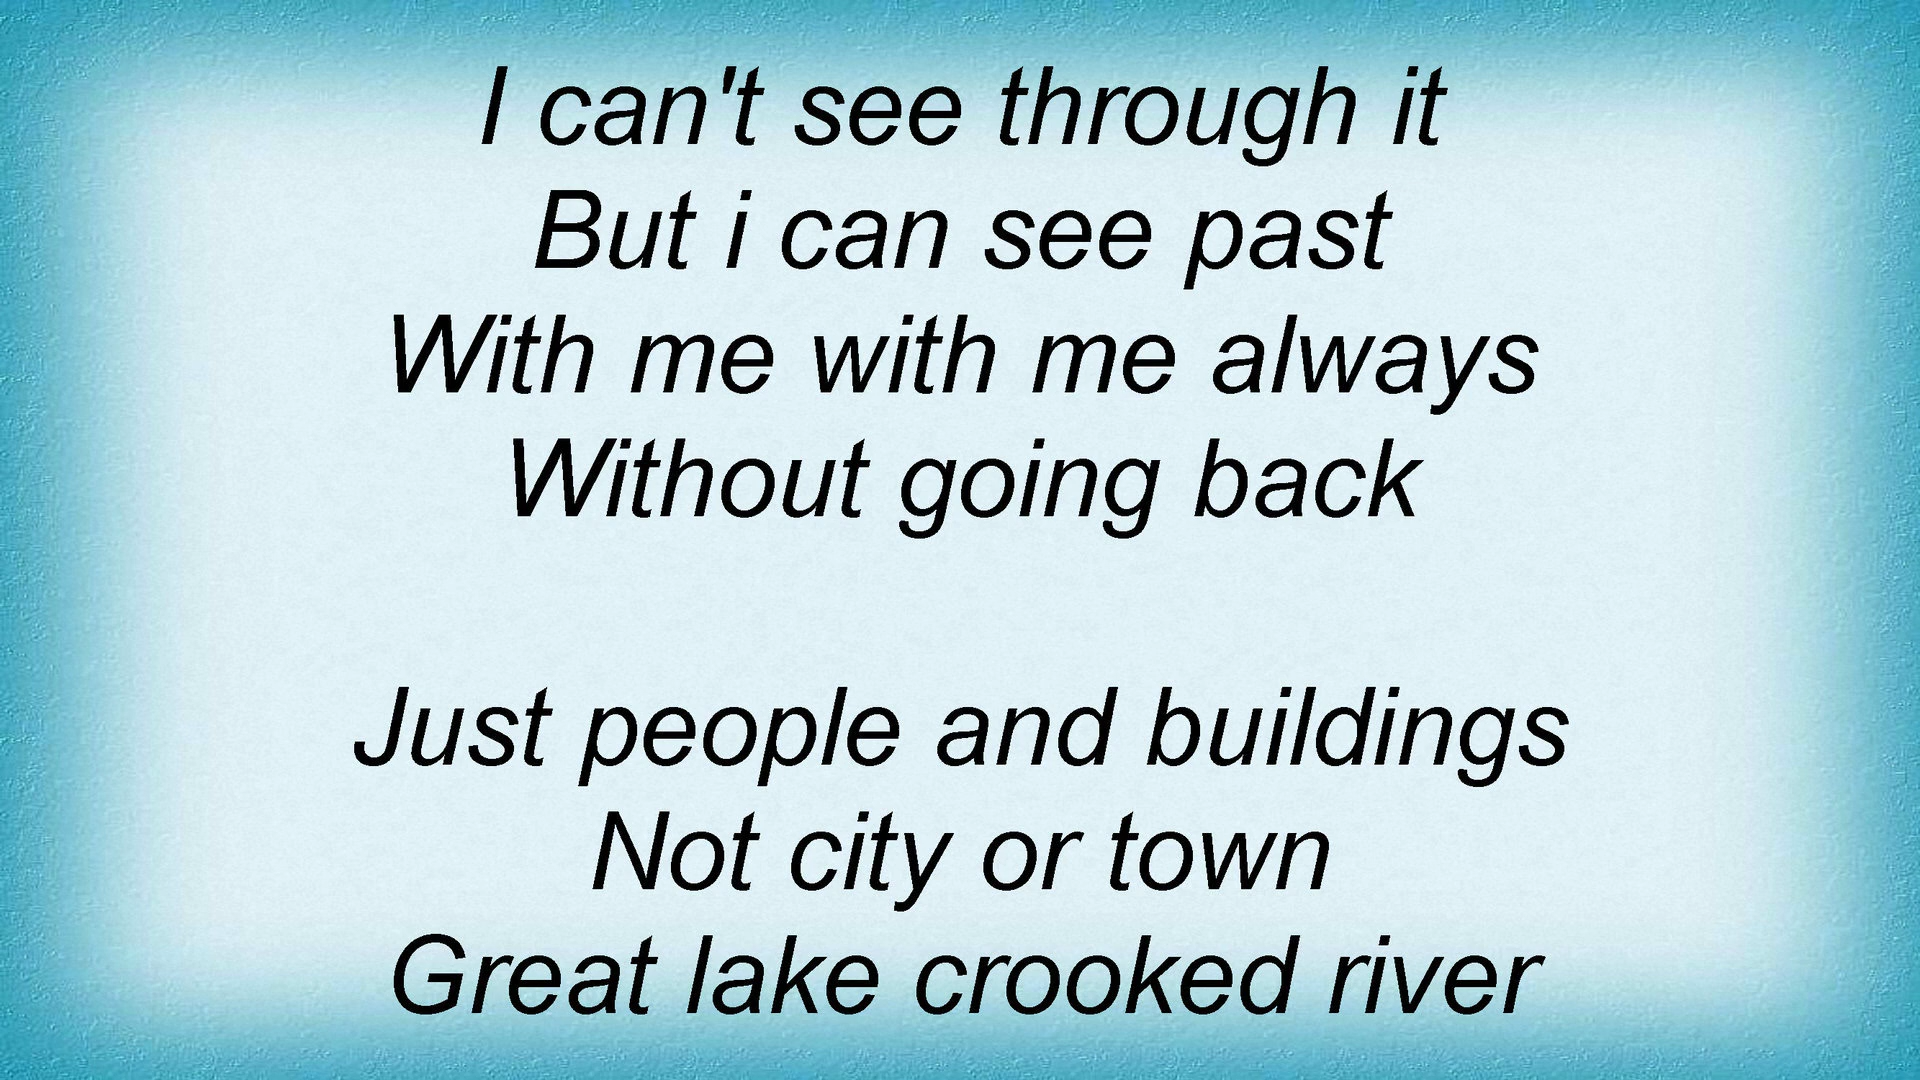 I can't see through it
But i can see past
With me with me always
Without going back
Just people and buildings
Not city or town
Great lake crooked river